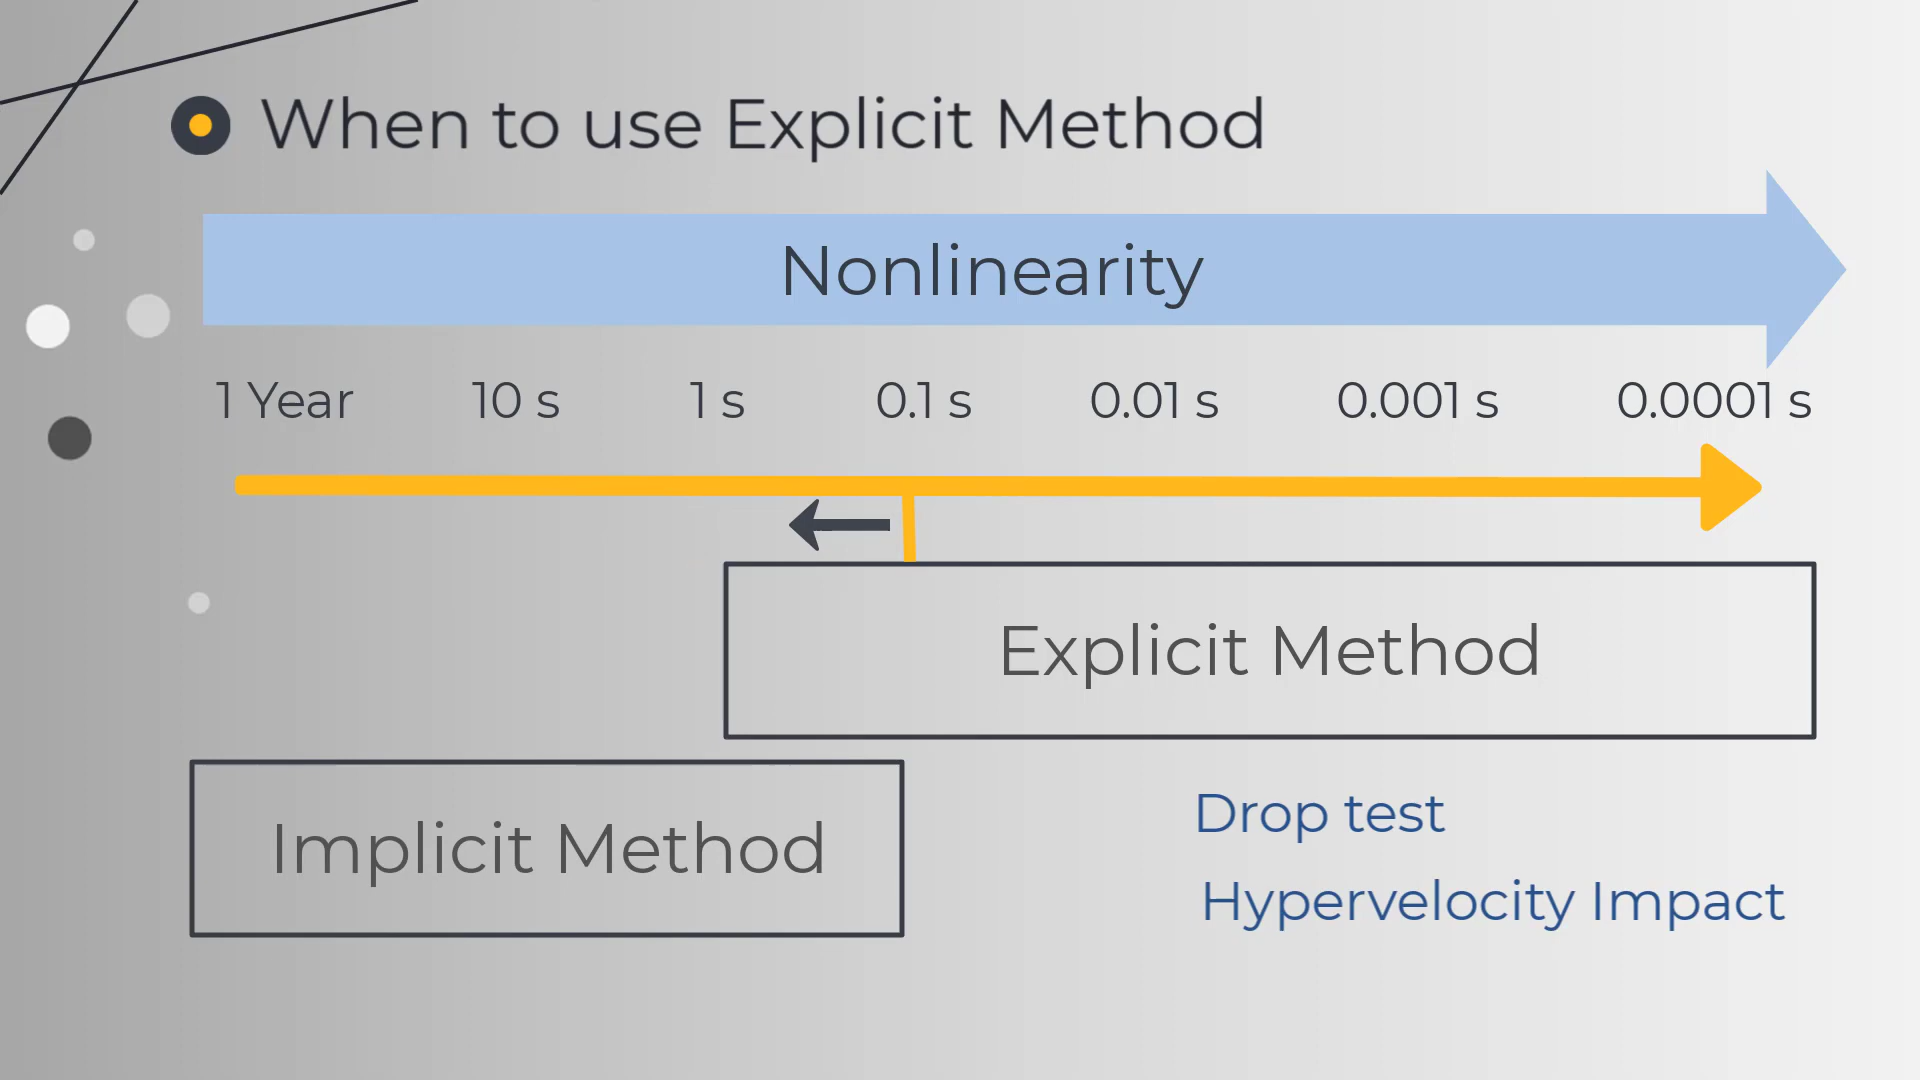 When to use Explicit Method
Nonlinearity
1 Year 10 s 1 s 0.1 s 0.01 s 0.001 s 0.0001 s
Explicit Method
Implicit Method
Drop test
Hypervelocity Impact